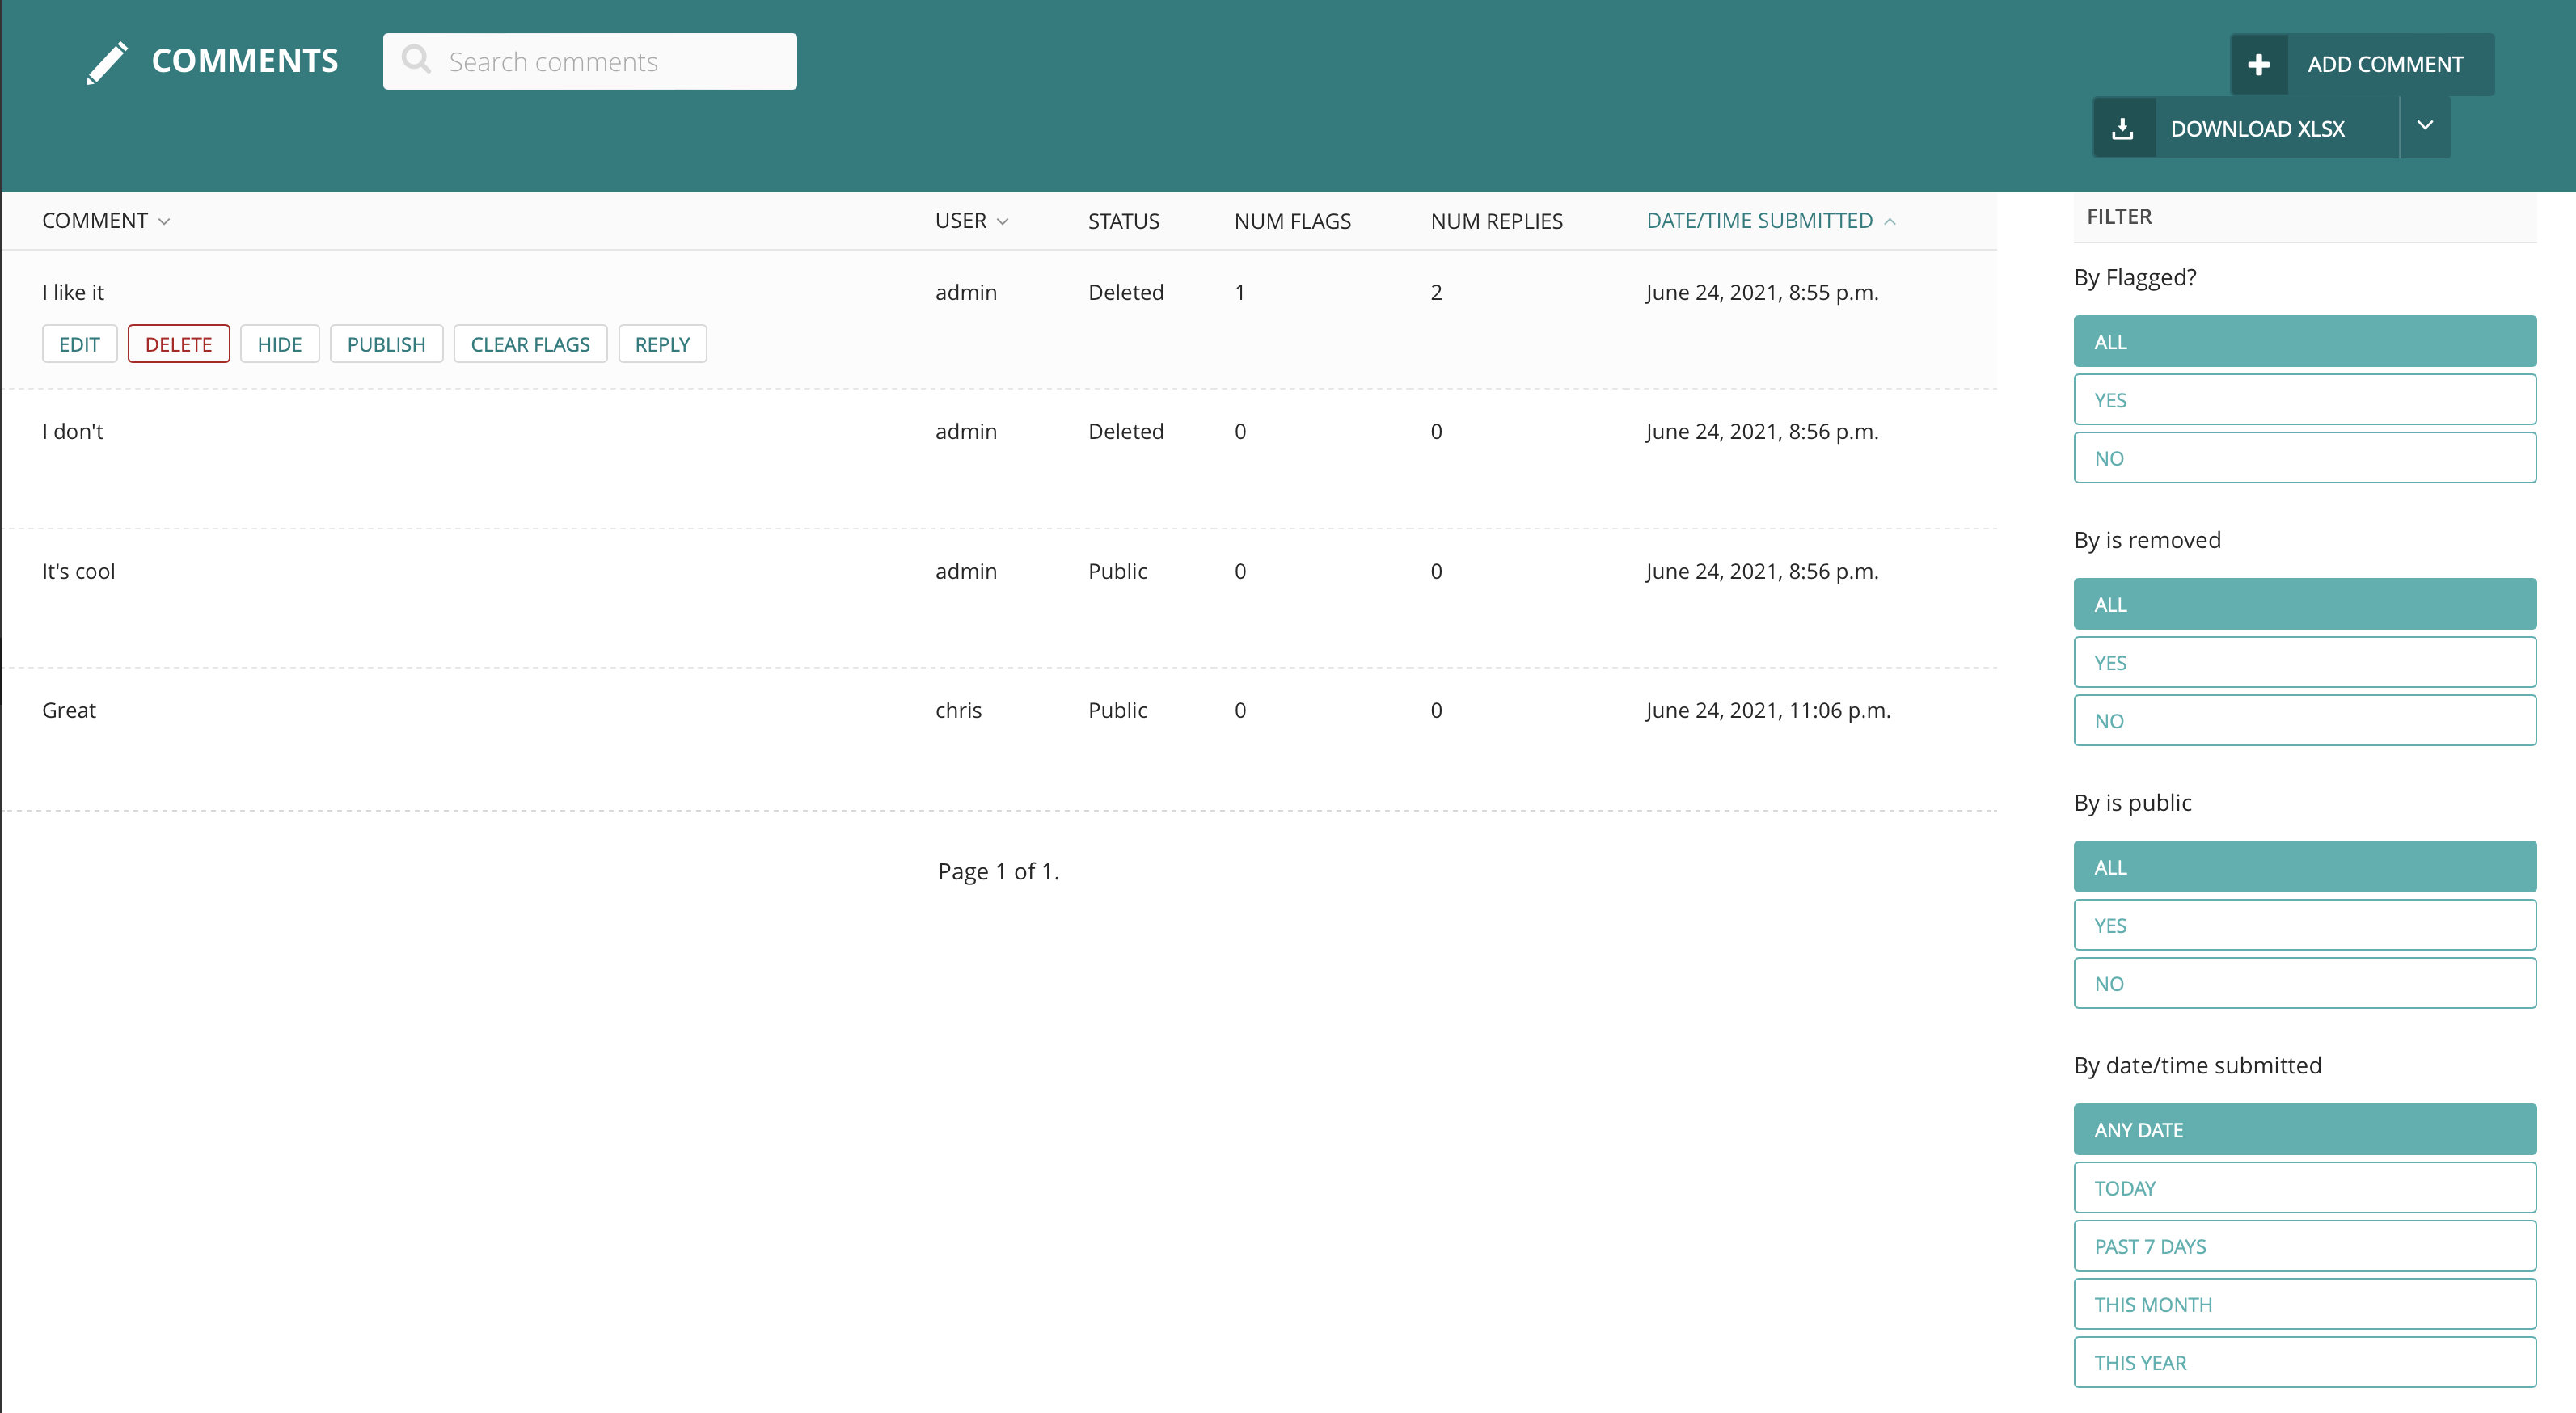 COMMENTS
Search comments
ADD COMMENT
DOWNLOAD XLSX
COMMENT USER STATUS NUM FLAGS NUM REPLIES DATE/TIME SUBMITTED
I like it admin Deleted 1 2 June 24, 2021, 8:55 p.m.
EDIT DELETE HIDE PUBLISH CLEAR FLAGS REPLY
I don't admin Deleted 0 0 June 24, 2021, 8:56 p.m.
It's cool admin Public 0 0 June 24, 2021, 8:56 p.m.
Great chris Public 0 0 June 24, 2021, 11:06 p.m.
Page 1 of 1.
FILTER
By Flagged?
ALL
YES
NO
By is removed
ALL
YES
NO
By is public
ALL
YES
NO
By date/time submitted
ANY DATE
TODAY
PAST 7 DAYS
THIS MONTH
THIS YEAR